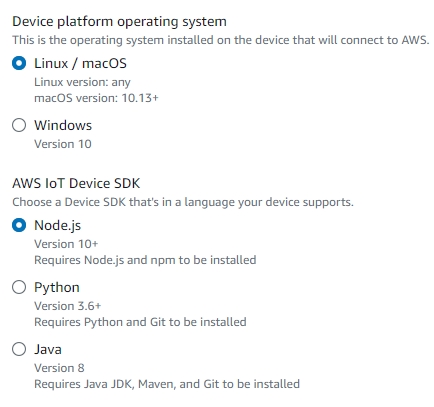 Device platform operating system
This is the operating system installed on the device that will connect to AWS.
Linux / macOS
Linux version: any
macOS version: 10.13+
Windows
Version 10
AWS IoT Device SDK
Choose a Device SDK that's in a language your device supports.
Node.js
Version 10+
Requires Node.js and npm to be installed
Python
Version 3.6+
Requires Python and Git to be installed
Java
Version 8
Requires Java JDK, Maven, and Git to be installed